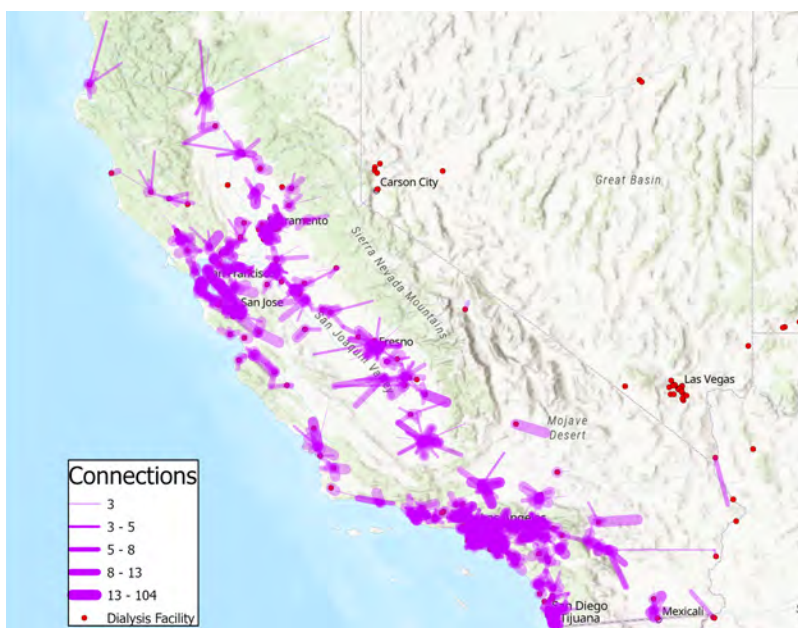 Carson City
Great Basin
Sierra Nevada Mountains
San Jose
San Joaquin Valley
Fresno
Las Vegas
Mojave
Desert
San Diego
Tijuana
Mexicali
Connections
3
3 - 5
5 - 8
8 - 13
13 - 104
Dialysis Facility